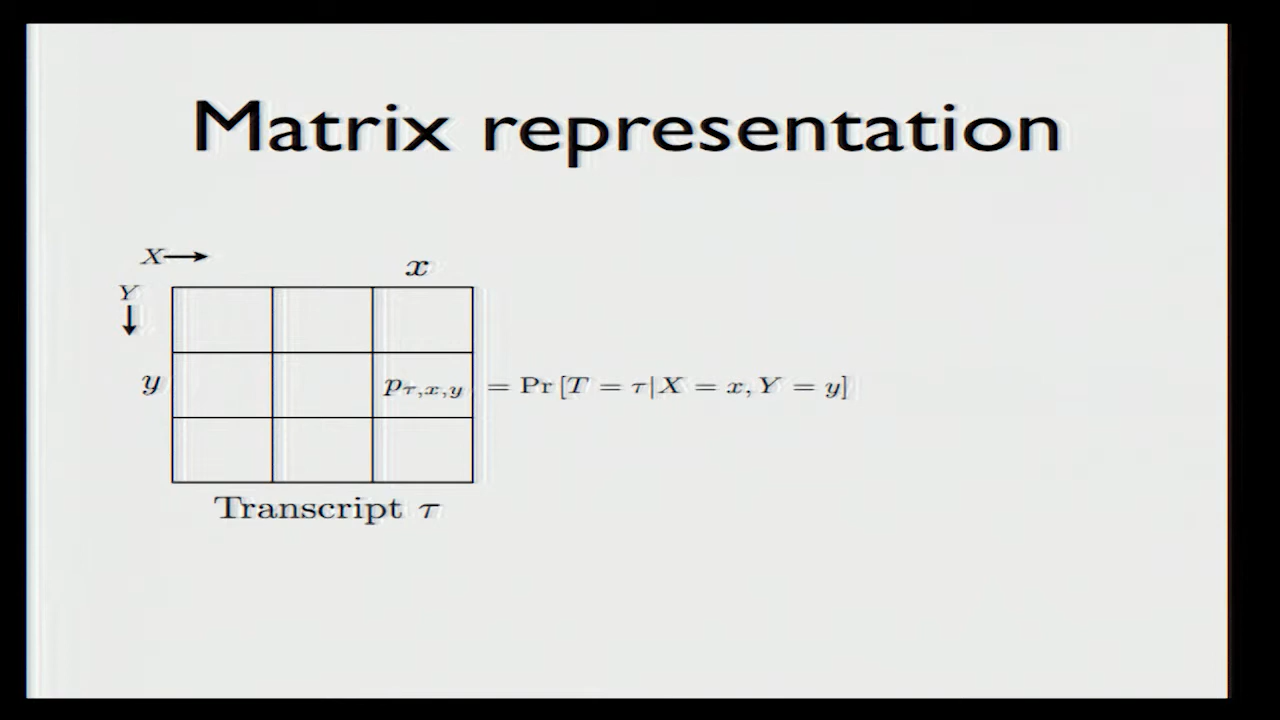 Matrix representation
X
x
Y
y
p_{τ,x,y} = Pr [T = τ|X = x, Y = y]
Transcript τ